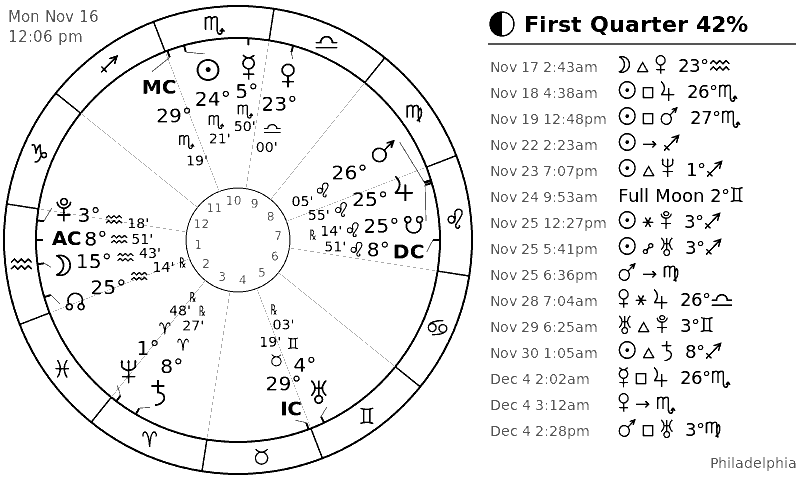 Mon Nov 16
12:06 pm
First Quarter 42%
Nov 17 2:43am ☽ △ ♀ 23°♒
Nov 18 4:38am ☉ □ ♃ 26°♏
Nov 19 12:48pm ☉ □ ♂ 27°♏
Nov 22 2:23am ☉ → ♐
Nov 23 7:07pm ☉ △ ♆ 1°♐
Nov 24 9:53am Full Moon 2°♊
Nov 25 12:27pm ☉ ⚹ ♇ 3°♐
Nov 25 5:41pm ☉ ☍ ♅ 3°♐
Nov 25 6:36pm ♂ → ♍
Nov 28 7:04am ♀ ⚹ ♃ 26°♎
Nov 29 6:25am ♅ △ ♇ 3°♊
Nov 30 1:05am ☉ △ ♄ 8°♐
Dec 4 2:02am ☿ □ ♃ 26°♏
Dec 4 3:12am ♀ → ♏
Dec 4 2:28pm ♂ □ ♅ 3°♍
Philadelphia
♏
♎
♐
♍
♑
♌
♒
♋
♓
♊
♈
♉
MC 29° ♏ 19'
☉ 24° ♏ 21'
☿ 5° ♏ 50'
♀ 23° ♎ 00'
♂ 26° ♌ 05'
♃ 25° ♌ 55'
☋ 25° ♌ 14' ℞
DC 8° ♌ 51'
♇ 3° ♒ 18'
AC 8° ♒ 51'
☽ 15° ♒ 43'
☊ 25° ♒ 14' ℞
♆ 1° ♈ 48' ℞
♄ 8° ♈ 27' ℞
IC 29° ♉ 19'
♅ 4° ♊ 03' ℞
1
2
3
4
5
6
7
8
9
10
11
12